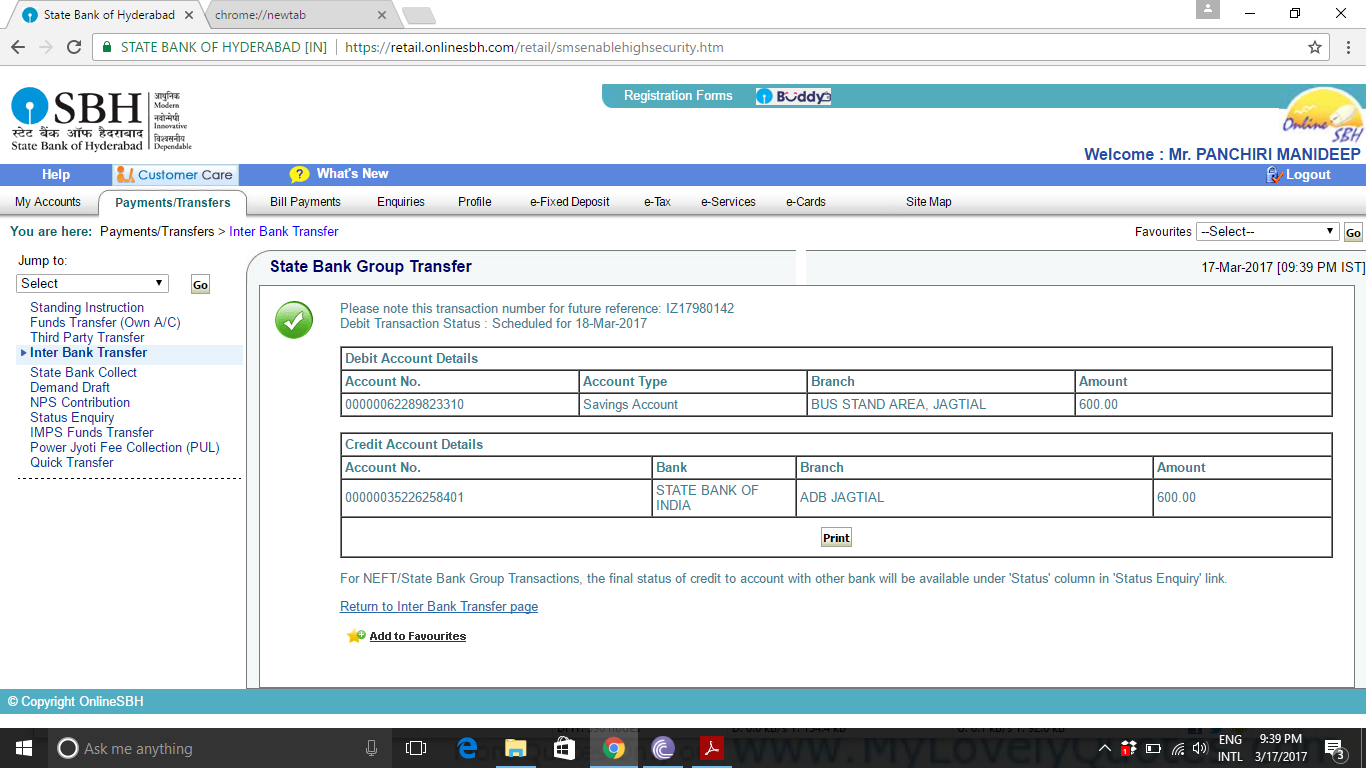 State Bank of Hyderabad
chrome://newtab
STATE BANK OF HYDERABAD [IN] https://retail.onlinesbh.com/retail/smsenablehighsecurity.htm
SBH
स्टेट बैंक ऑफ हैदराबाद
State Bank of Hyderabad
आधुनिक
Modern
नवोन्मेषी
Innovative
विश्वसनीय
Dependable
Registration Forms Buddy
Online SBH
Welcome : Mr. PANCHIRI MANIDEEP
Help Customer Care ? What's New Logout
My Accounts Payments/Transfers Bill Payments Enquiries Profile e-Fixed Deposit e-Tax e-Services e-Cards Site Map
You are here: Payments/Transfers > Inter Bank Transfer Favourites --Select-- Go
Jump to:
Select Go
Standing Instruction
Funds Transfer (Own A/C)
Third Party Transfer
Inter Bank Transfer
State Bank Collect
Demand Draft
NPS Contribution
Status Enquiry
IMPS Funds Transfer
Power Jyoti Fee Collection (PUL)
Quick Transfer
State Bank Group Transfer 17-Mar-2017 [09:39 PM IST]
Please note this transaction number for future reference: IZ17980142
Debit Transaction Status : Scheduled for 18-Mar-2017
Debit Account Details
Account No. Account Type Branch Amount
00000062289823310 Savings Account BUS STAND AREA, JAGTIAL 600.00
Credit Account Details
Account No. Bank Branch Amount
00000035226258401 STATE BANK OF INDIA ADB JAGTIAL 600.00
Print
For NEFT/State Bank Group Transactions, the final status of credit to account with other bank will be available under 'Status' column in 'Status Enquiry' link.
Return to Inter Bank Transfer page
Add to Favourites
© Copyright OnlineSBH
Ask me anything
ENG
INTL
9:39 PM
3/17/2017
3